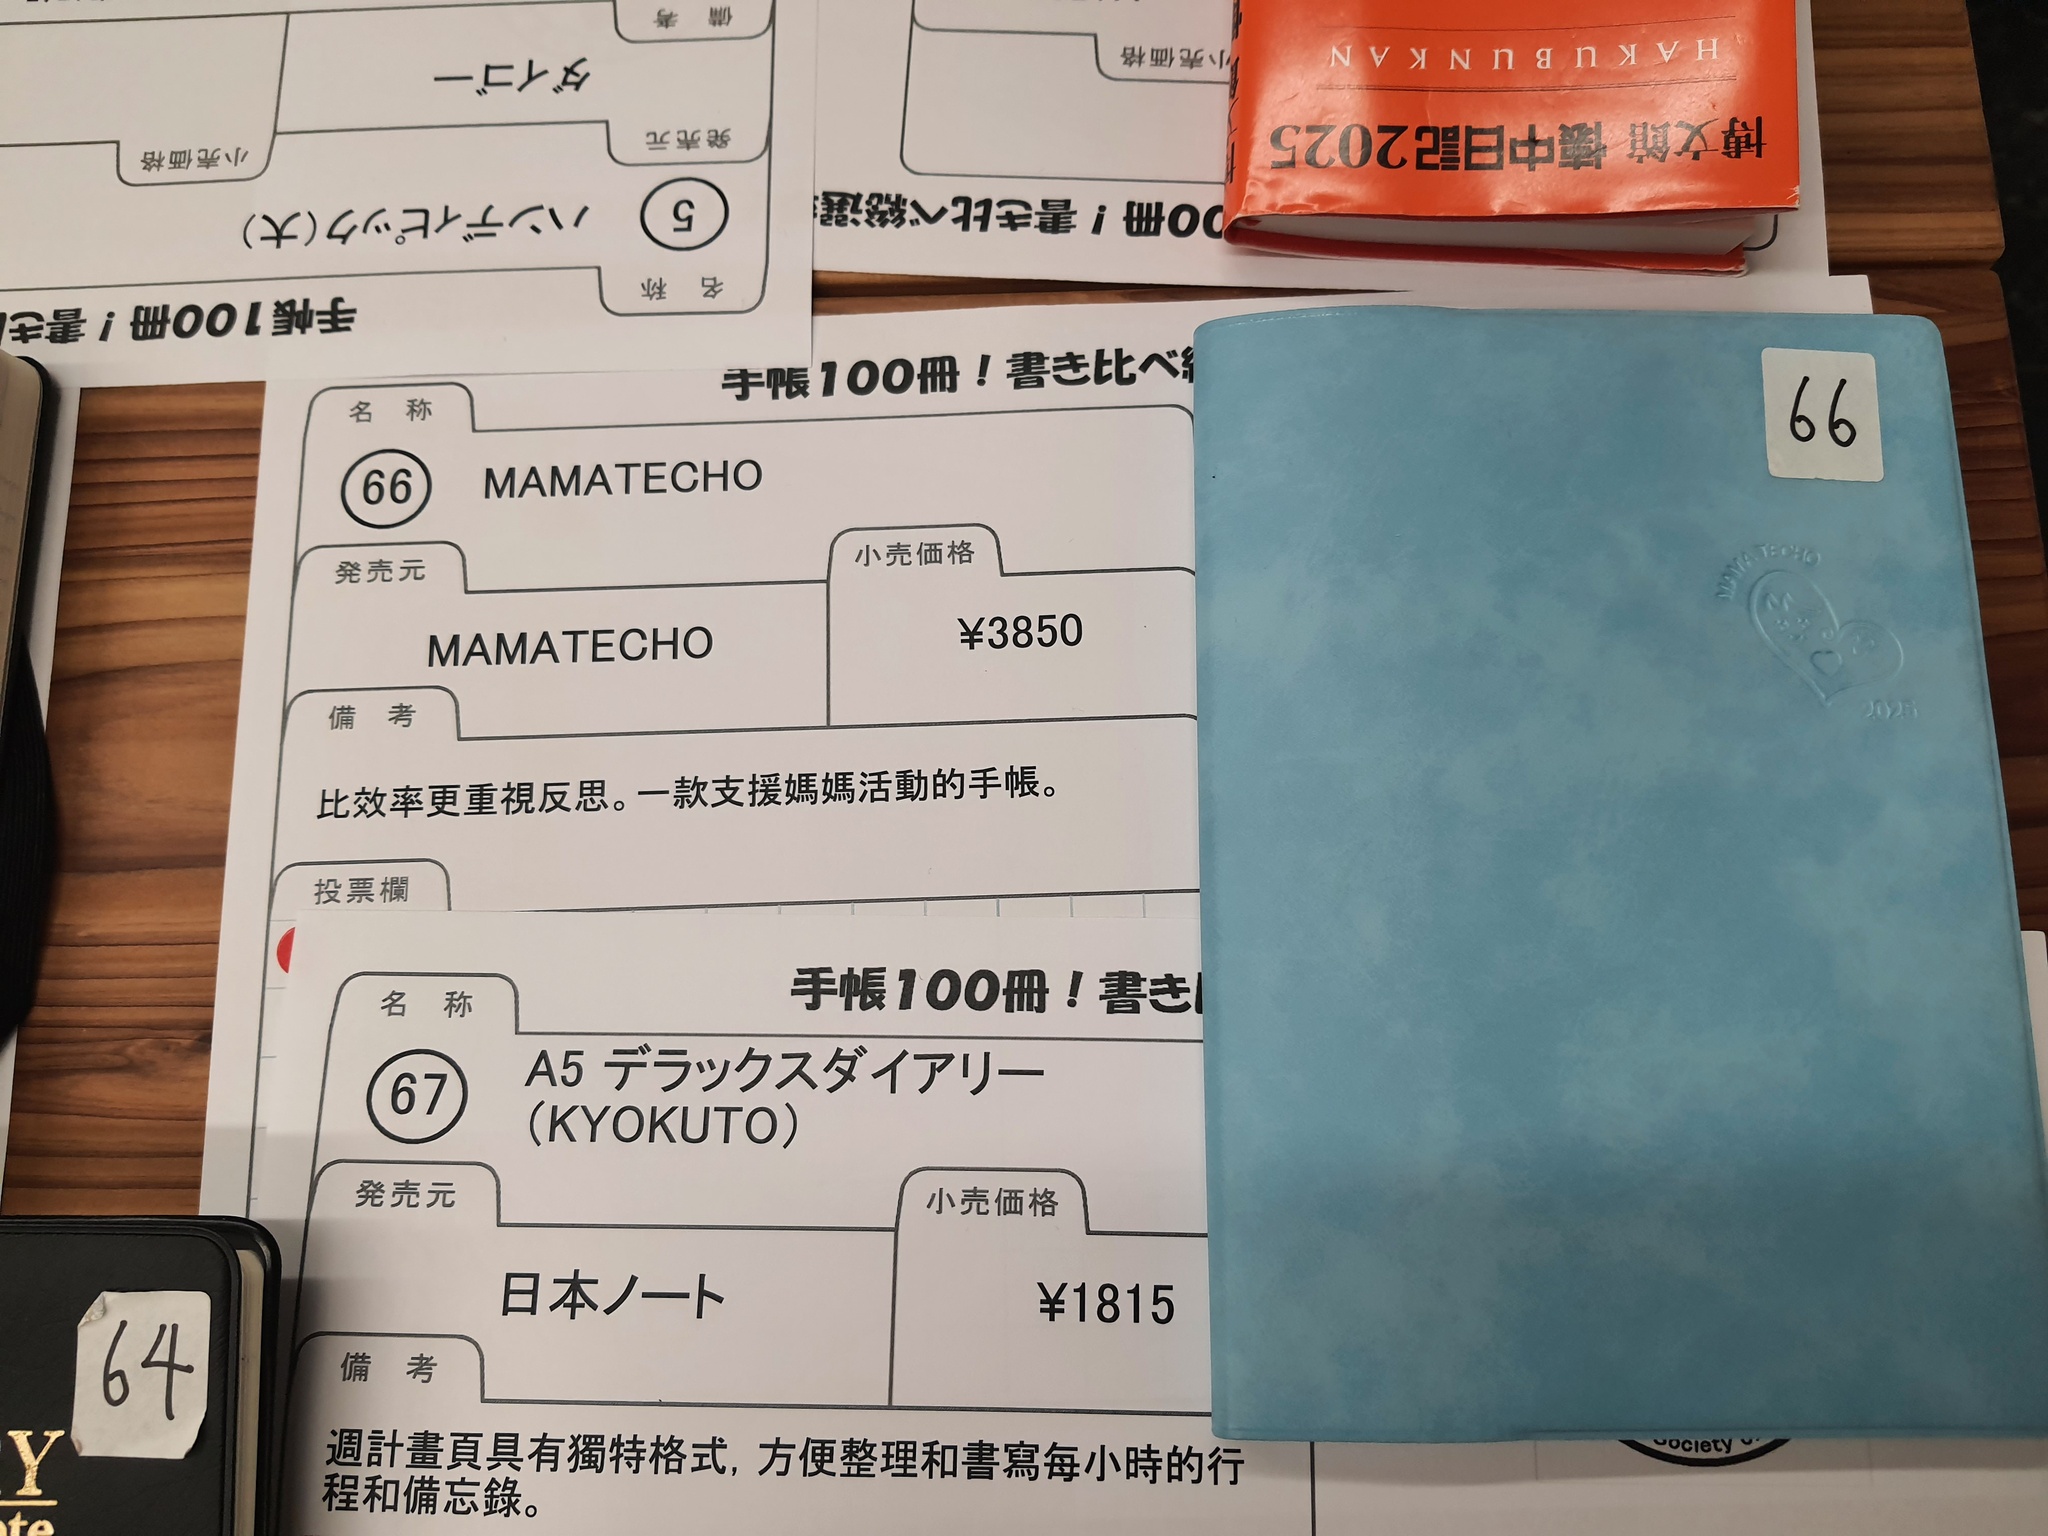 備 考
ダイゴー
発売元
小売価格
5
ハンディピック(大)
名 称
手帳100冊!書き
小売価格
00冊!書き比べ総選
HAKUBUNKAN
博文館 懐中日記2025
手帳100冊!書き比べ
名 称
66
MAMATECHO
発売元
MAMATECHO
小売価格
¥3850
備 考
比效率更重視反思。一款支援媽媽活動的手帳。
投票欄
66
MAMA TECHO
2025
手帳100冊!書き
名 称
67
A5 デラックスダイアリー
(KYOKUTO)
発売元
日本ノート
小売価格
¥1815
備 考
週計畫頁具有獨特格式, 方便整理和書寫每小時的行
程和備忘錄。
64
Society